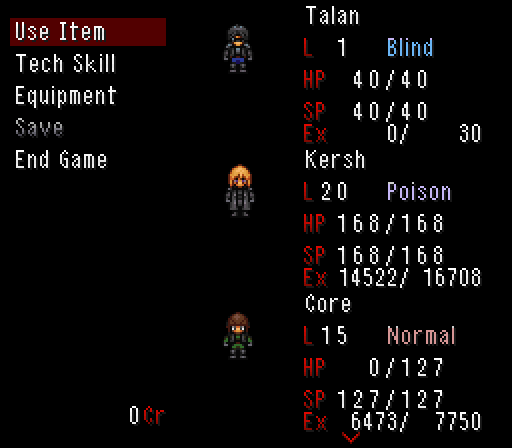 Use Item
Tech Skill
Equipment
Save
End Game
0Cr
Talan
L 1 Blind
HP 40/40
SP 40/40
Ex 0/ 30
Kersh
L 20 Poison
HP 168/168
SP 168/168
Ex 14522/ 16708
Core
L 15 Normal
HP 0/127
SP 127/127
Ex 6473/ 7750